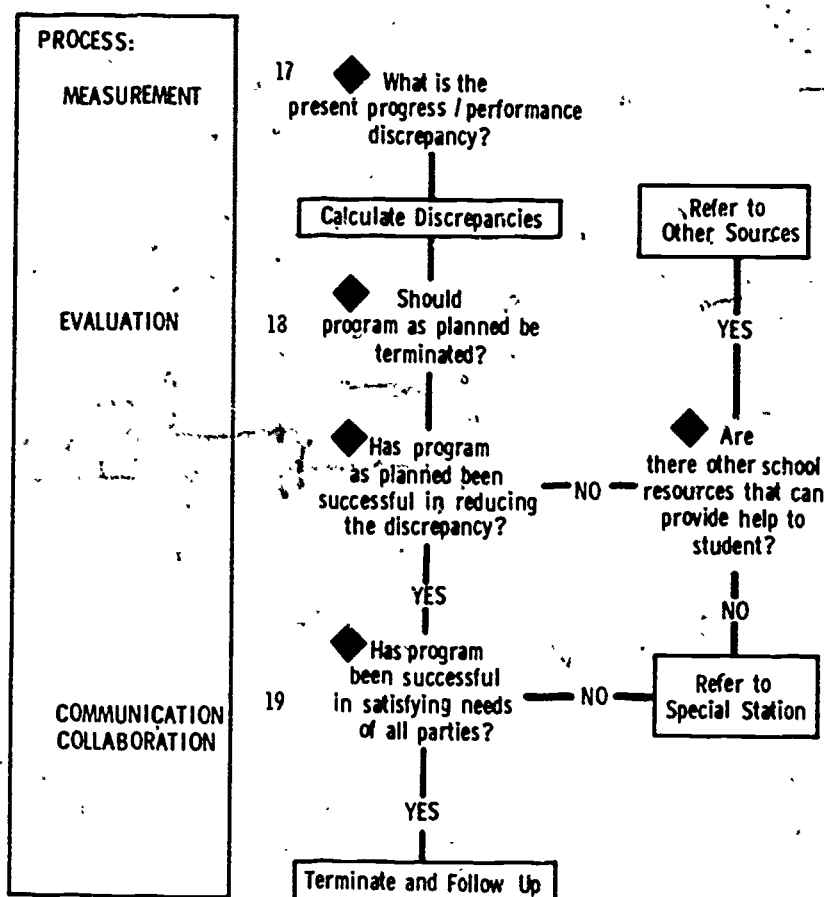 PROCESS:
MEASUREMENT
17
What is the
present progress / performance
discrepancy?
Calculate Discrepancies
Refer to
Other Sources
EVALUATION
18
Should
program as planned be
terminated?
YES
Has program
as planned been
successful in reducing
the discrepancy?
NO
Are
there other school
resources that can
provide help to
student?
YES
NO
COMMUNICATION
COLLABORATION
19
Has program
been successful
in satisfying needs
of all parties?
NO
Refer to
Special Station
YES
Terminate and Follow Up